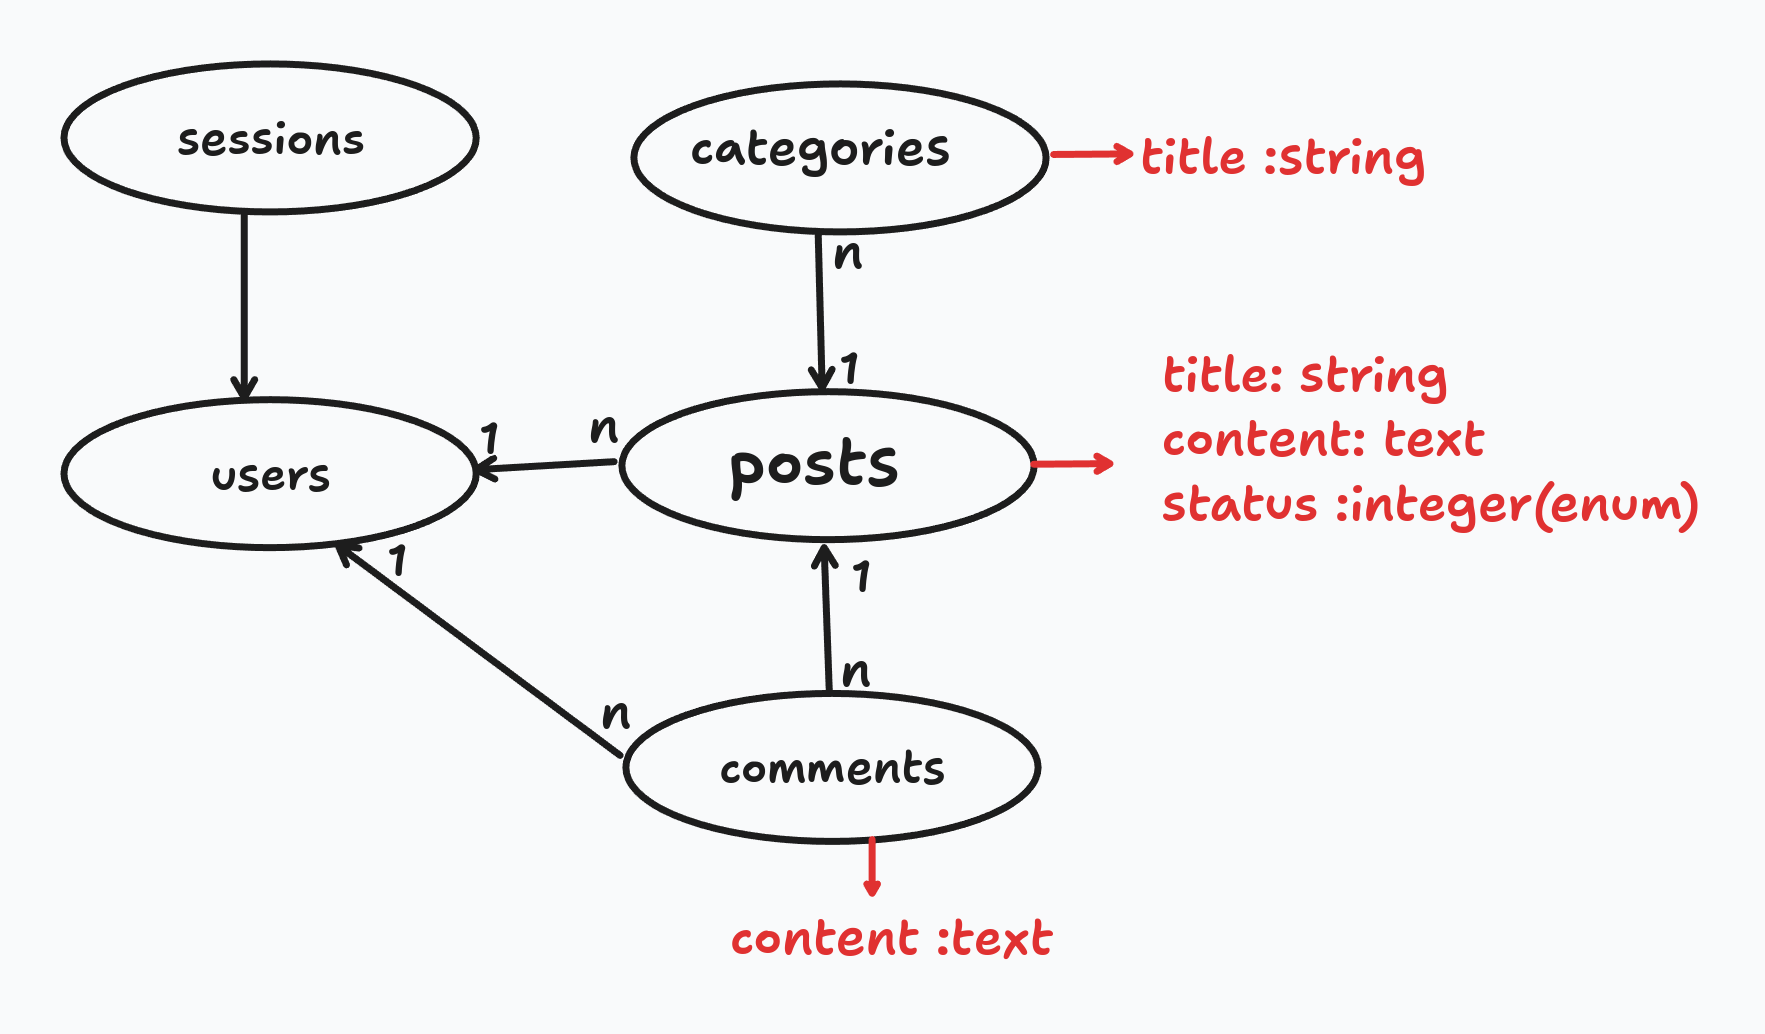 sessions
categories
title :string
n
1
users
1
n
posts
title: string
content: text
status :integer(enum)
1
1
n
n
comments
content :text